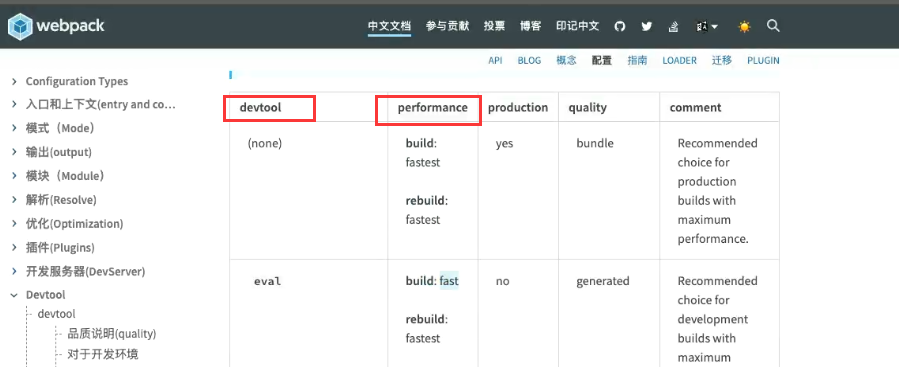 webpack
中文文档 参与贡献 投票 博客 印记中文
API BLOG 概念 配置 指南 LOADER 迁移 PLUGIN
Configuration Types
入口和上下文(entry and co…
模式（Mode）
输出(output)
模块（Module）
解析(Resolve)
优化(Optimization)
插件(Plugins)
开发服务器(DevServer)
Devtool
devtool
品质说明(quality)
对于开发环境
devtool performance production quality comment
(none)
build:
fastest
rebuild:
fastest
yes
bundle
Recommended
choice for
production
builds with
maximum
performance.
eval
build: fast
rebuild:
fastest
no
generated
Recommended
choice for
development
builds with
maximum